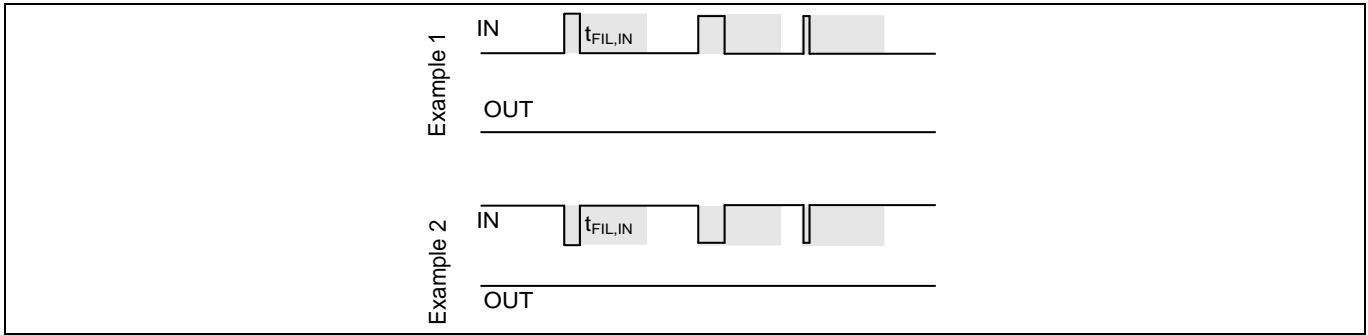 Example 1
IN
tFIL,IN
OUT
Example 2
IN
tFIL,IN
OUT